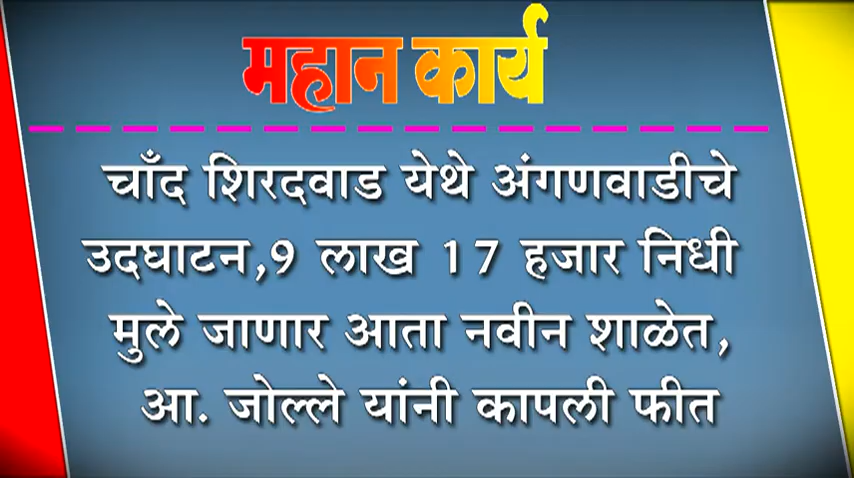 महान कार्य
चाँद शिरदवाड येथे अंगणवाडीचे
उदघाटन,9 लाख 17 हजार निधी
मुले जाणार आता नवीन शाळेत,
आ. जोल्ले यांनी कापली फीत